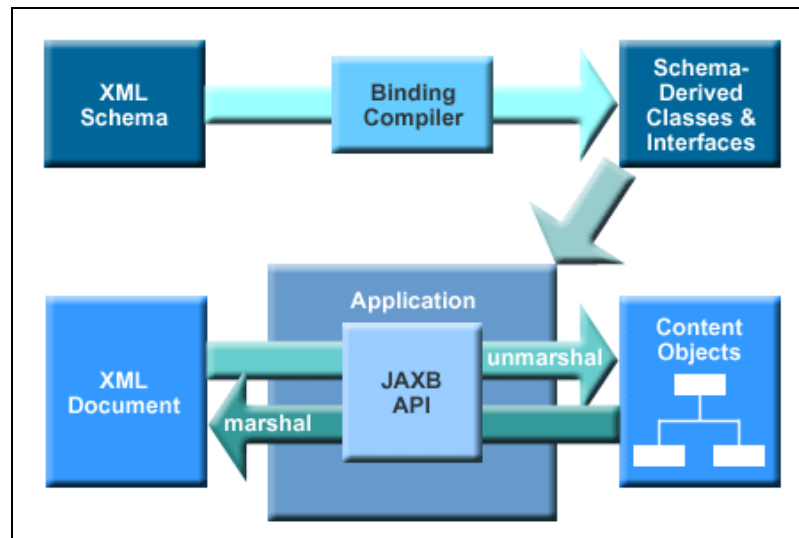 XML
Schema
Binding
Compiler
Schema-
Derived
Classes &
Interfaces
Application
XML
Document
JAXB
API
unmarshal
marshal
Content
Objects